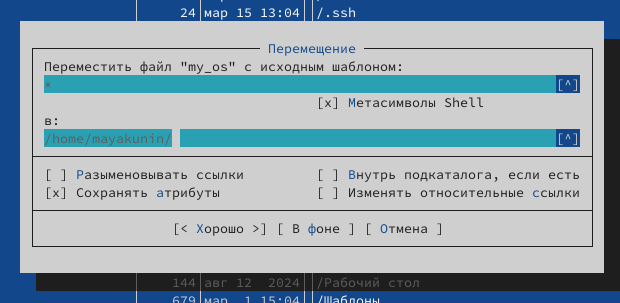 24 мар 15 13:04 /.ssh
Перемещение
Переместить файл "my_os" с исходным шаблоном:
* [^]
[x] Метасимволы Shell
в:
/home/mayakunin/ [^]
[ ] Разыменовывать ссылки [ ] Внутрь подкаталога, если есть
[x] Сохранять атрибуты [ ] Изменять относительные ссылки
[< Хорошо >] [ В фоне ] [ Отмена ]
144 авг 12 2024 /Рабочий стол
679 мар 1 15:04 /Шаблоны